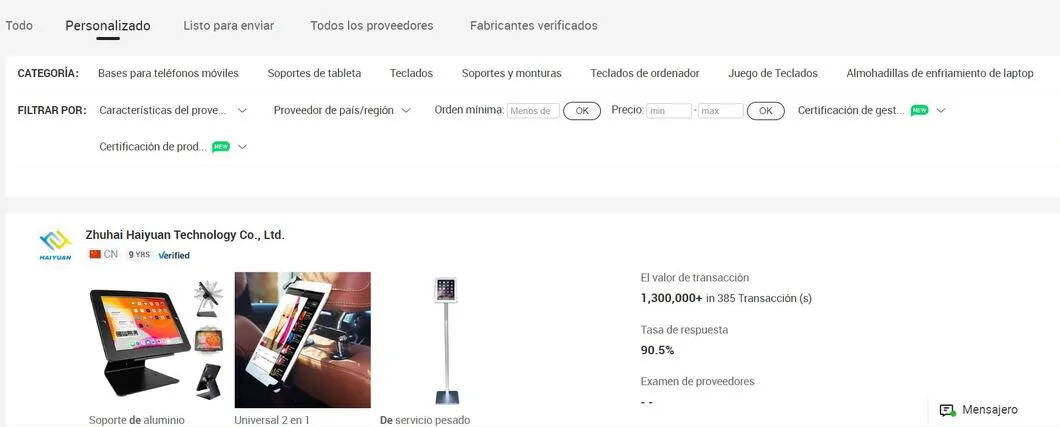 Todo Personalizado Listo para enviar Todos los proveedores Fabricantes verificados
CATEGORÍA: Bases para teléfonos móviles Soportes de tableta Teclados Soportes y monturas Teclados de ordenador Juego de Teclados Almohadillas de enfriamiento de laptop
FILTRAR POR: Características del prove... Proveedor de país/región Orden mínima: Menos de OK Precio: min - max OK Certificación de gest... NEW
Certificación de prod... NEW
Zhuhai Haiyuan Technology Co., Ltd.
HAIYUAN
CN 9 YRS Verified
El valor de transacción
1,300,000+ in 385 Transacción (s)
Tasa de respuesta
90.5%
Examen de proveedores
- -
Soporte de aluminio Universal 2 en 1 De servicio pesado
Mensajero